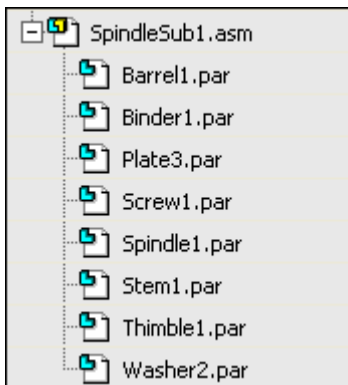 SpindleSub1.asm
Barrel1.par
Binder1.par
Plate3.par
Screw1.par
Spindle1.par
Stem1.par
Thimble1.par
Washer2.par